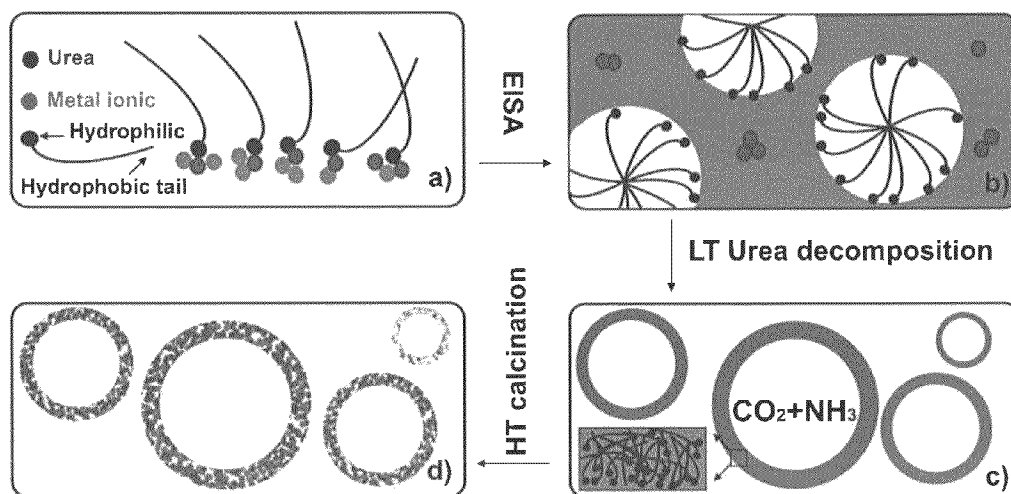 Urea
Metal ionic
Hydrophilic
Hydrophobic tail
a)
EISA
b)
LT Urea decomposition
CO₂+NH₃
c)
HT calcination
d)